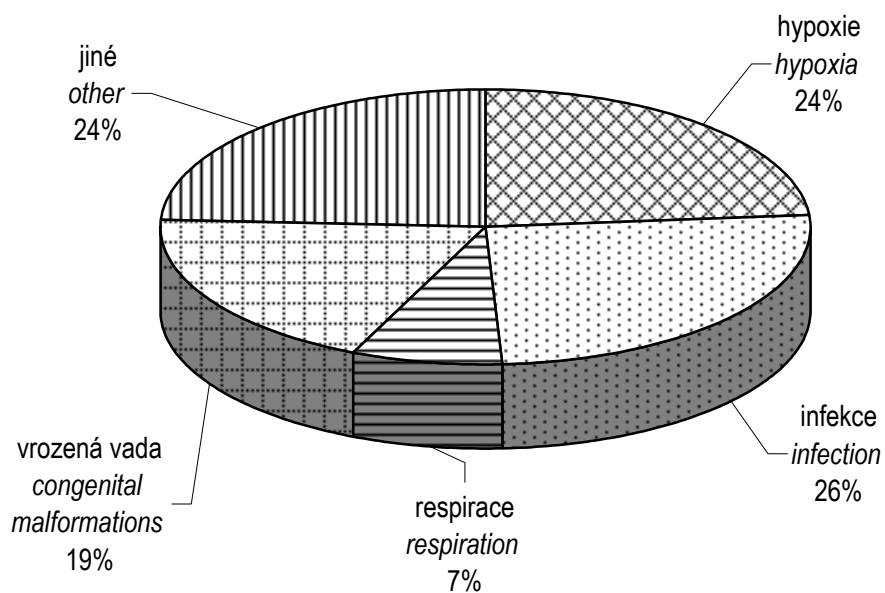 hypoxie
hypoxia
24%
jiné
other
24%
infekce
infection
26%
vrozená vada
congenital
malformations
19%
respirace
respiration
7%